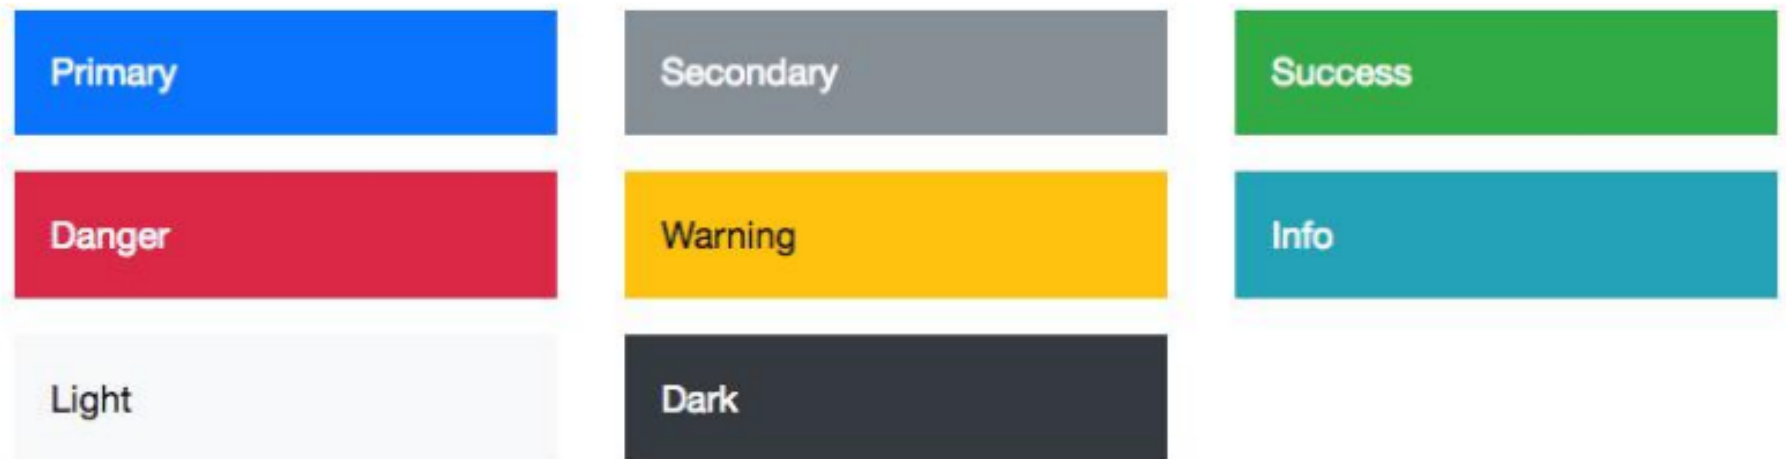 Primary
Secondary
Success
Danger
Warning
Info
Light
Dark